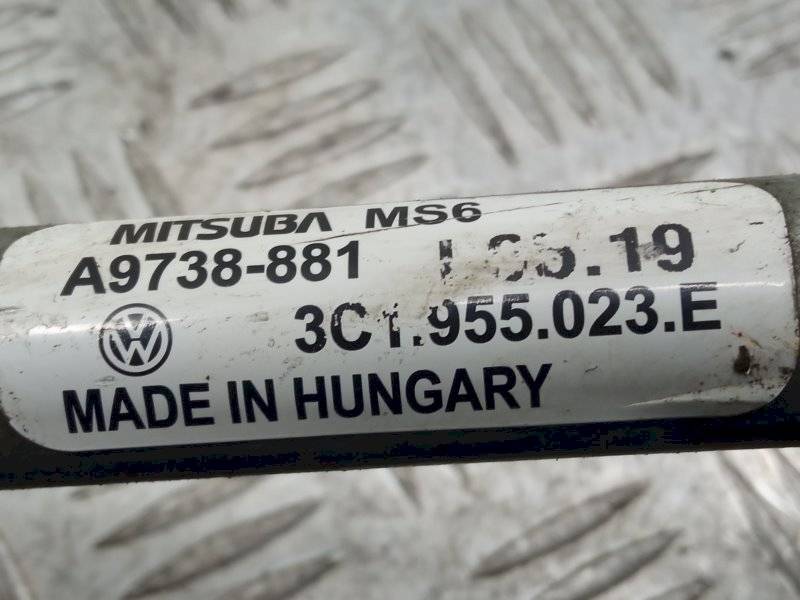 MITSUBA MS6
A9738-881
3C1.955.023.E
MADE IN HUNGARY